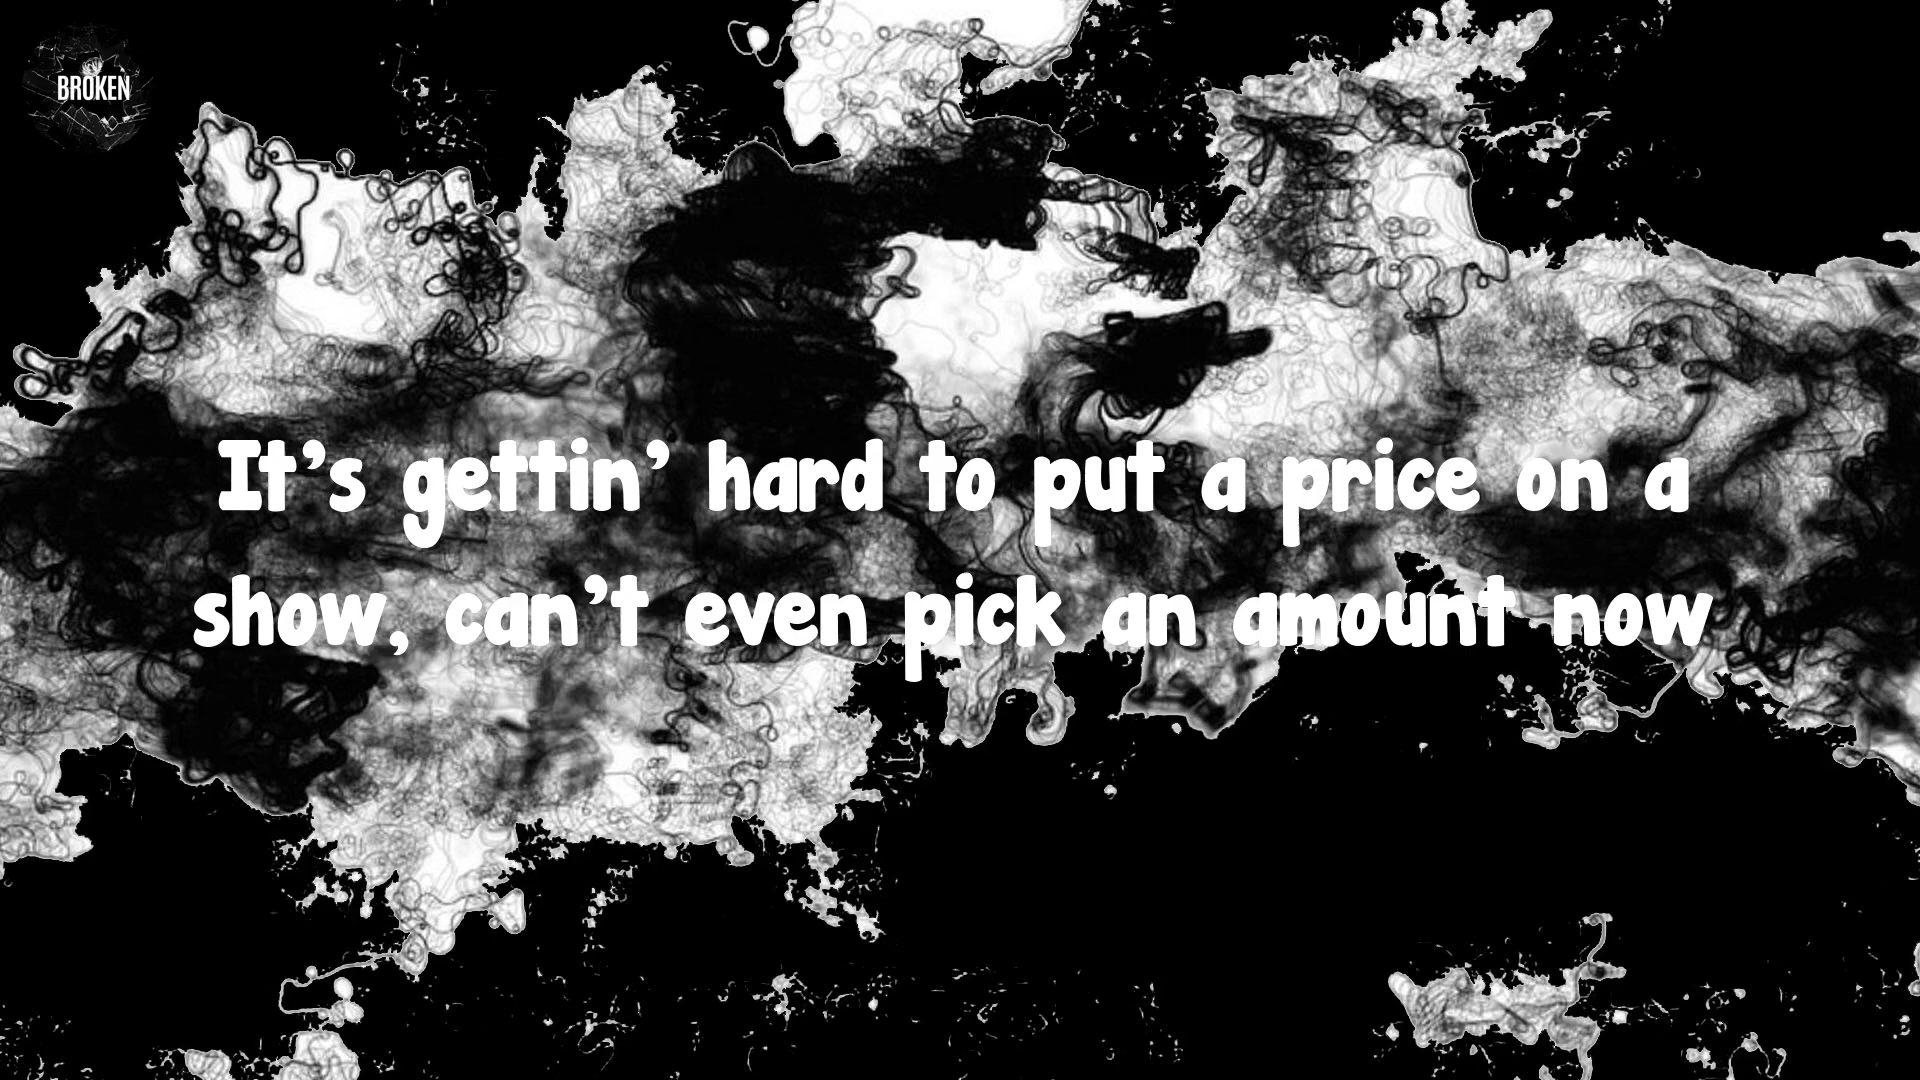 BROKEN
It’s gettin’ hard to put a price on a
show, can’t even pick an amount now